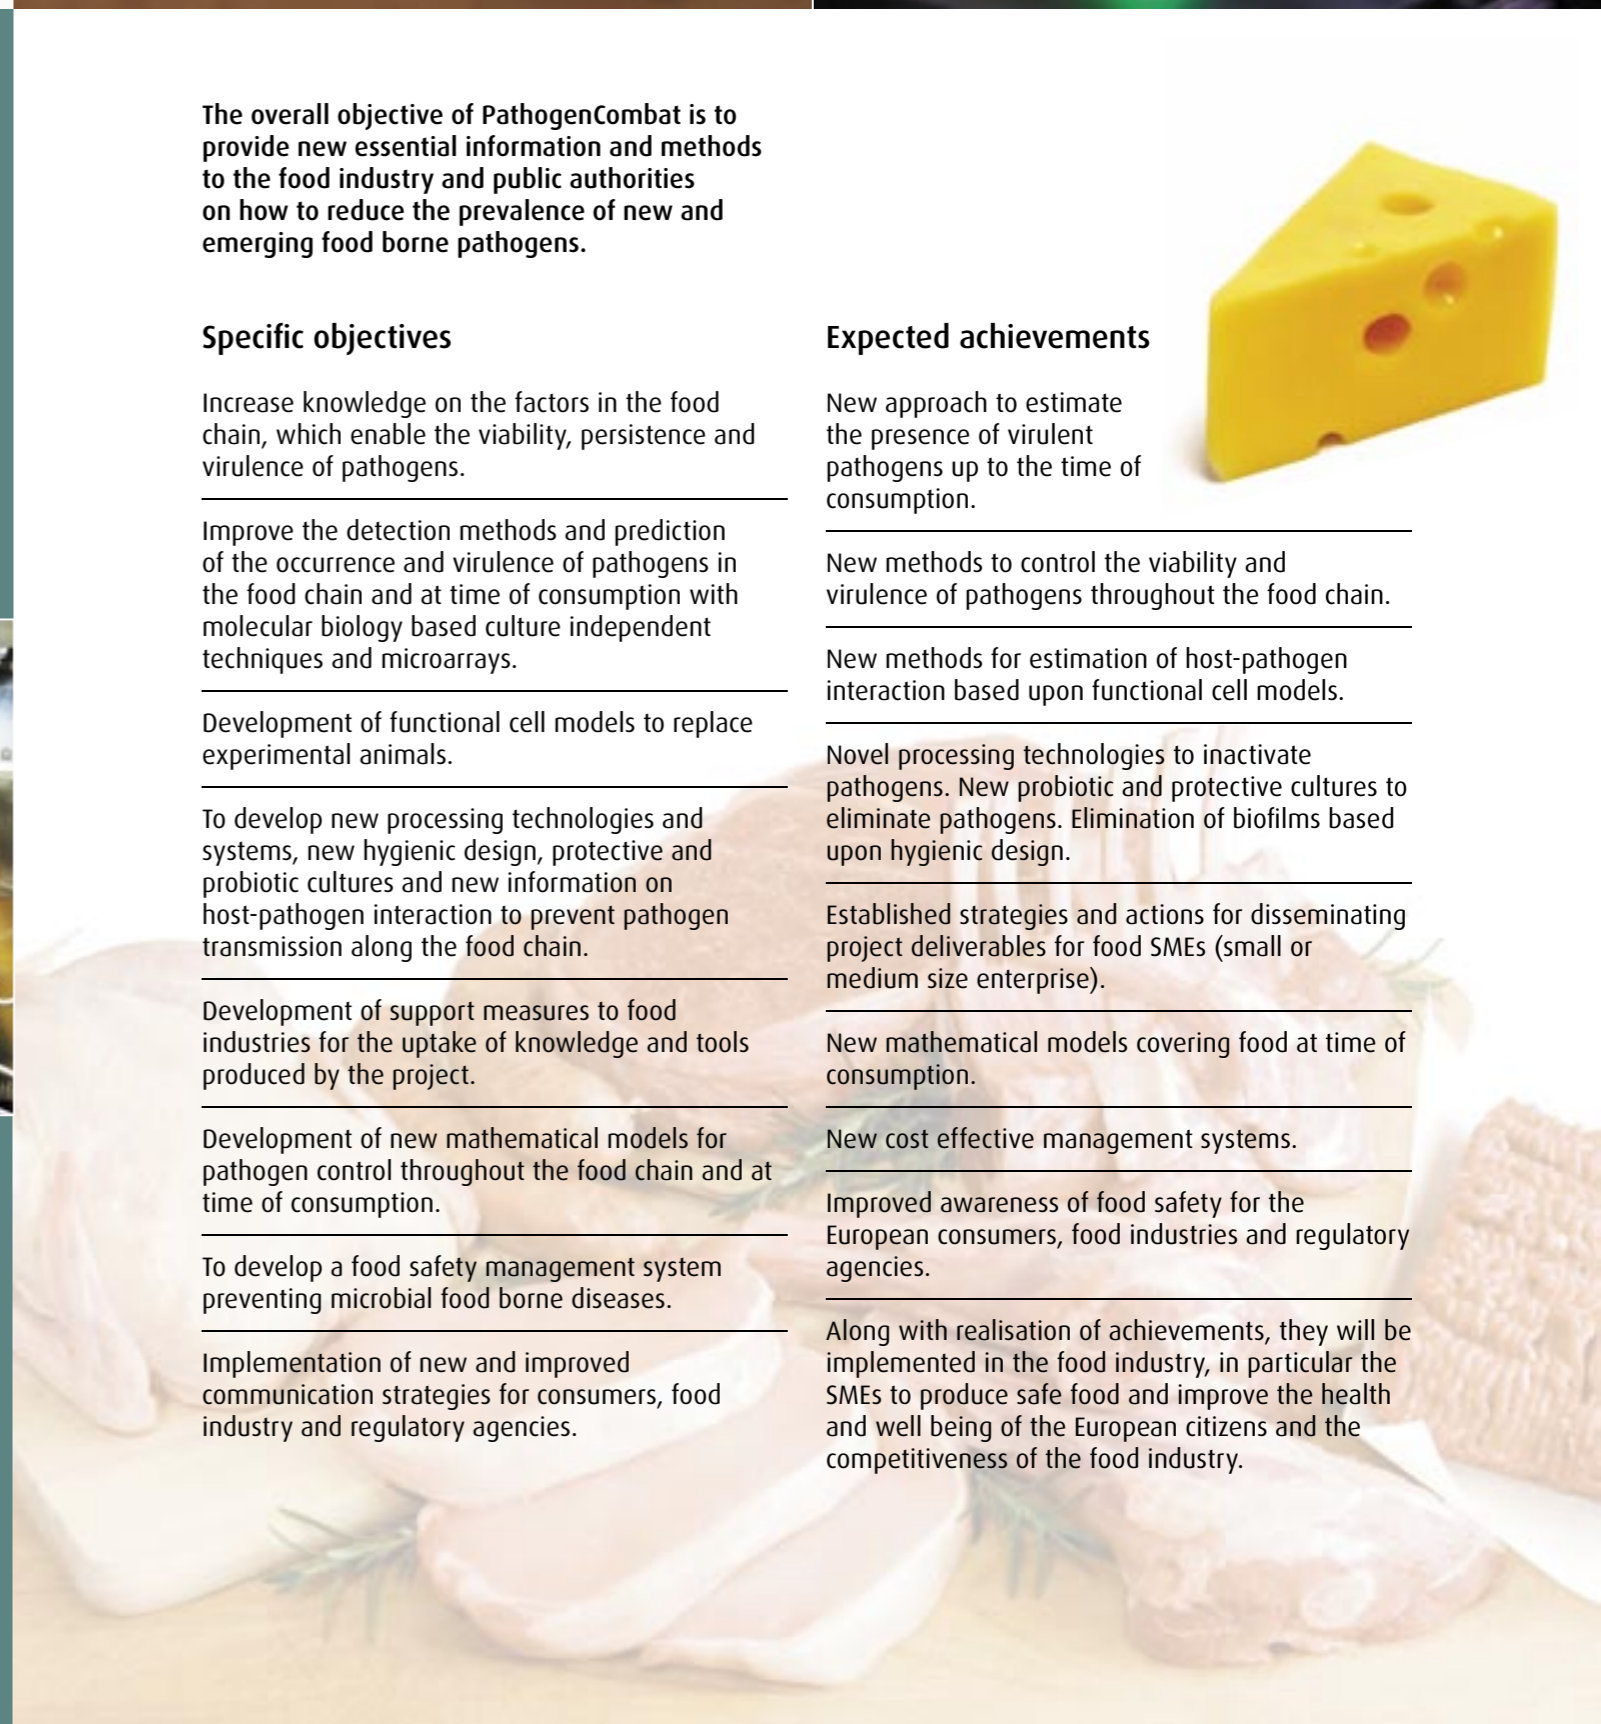 The overall objective of PathogenCombat is to
provide new essential information and methods
to the food industry and public authorities
on how to reduce the prevalence of new and
emerging food borne pathogens.
Specific objectives
Increase knowledge on the factors in the food
chain, which enable the viability, persistence and
virulence of pathogens.
Improve the detection methods and prediction
of the occurrence and virulence of pathogens in
the food chain and at time of consumption with
molecular biology based culture independent
techniques and microarrays.
Development of functional cell models to replace
experimental animals.
To develop new processing technologies and
systems, new hygienic design, protective and
probiotic cultures and new information on
host-pathogen interaction to prevent pathogen
transmission along the food chain.
Development of support measures to food
industries for the uptake of knowledge and tools
produced by the project.
Development of new mathematical models for
pathogen control throughout the food chain and at
time of consumption.
To develop a food safety management system
preventing microbial food borne diseases.
Implementation of new and improved
communication strategies for consumers, food
industry and regulatory agencies.
Expected achievements
New approach to estimate
the presence of virulent
pathogens up to the time of
consumption.
New methods to control the viability and
virulence of pathogens throughout the food chain.
New methods for estimation of host-pathogen
interaction based upon functional cell models.
Novel processing technologies to inactivate
pathogens. New probiotic and protective cultures to
eliminate pathogens. Elimination of biofilms based
upon hygienic design.
Established strategies and actions for disseminating
project deliverables for food SMEs (small or
medium size enterprise).
New mathematical models covering food at time of
consumption.
New cost effective management systems.
Improved awareness of food safety for the
European consumers, food industries and regulatory
agencies.
Along with realisation of achievements, they will be
implemented in the food industry, in particular the
SMEs to produce safe food and improve the health
and well being of the European citizens and the
competitiveness of the food industry.